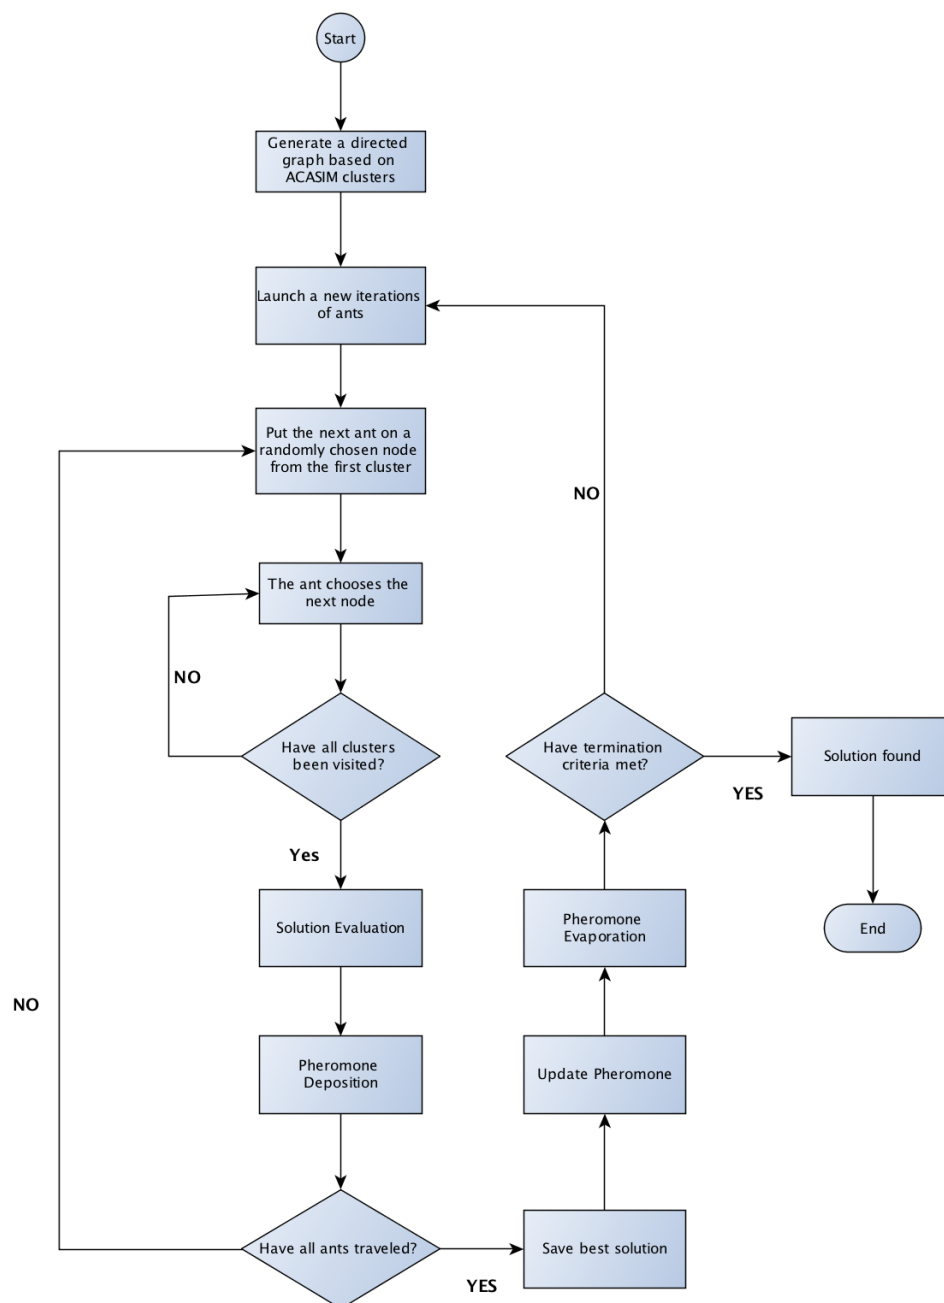 Start
Generate a directed
graph based on
ACASIM clusters
Launch a new iterations
of ants
Put the next ant on a
randomly chosen node
from the first cluster
NO
The ant chooses the
next node
NO
Have all clusters
been visited?
Have termination
criteria met?
Solution found
YES
Yes
Solution Evaluation
Pheromone
Evaporation
End
NO
Pheromone
Deposition
Update Pheromone
Have all ants traveled?
Save best solution
YES